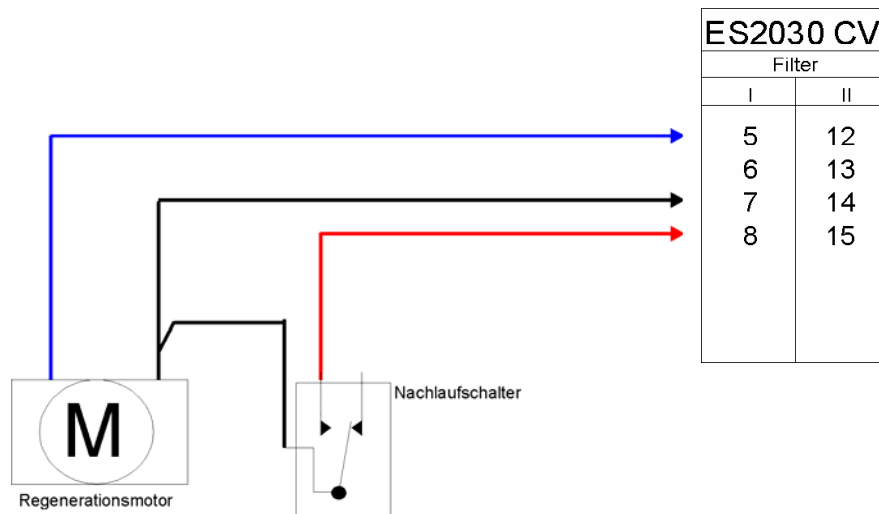 ES2030 CV
Filter
I II
5 12
6 13
7 14
8 15
Nachlaufschalter
M
Regenerationsmotor